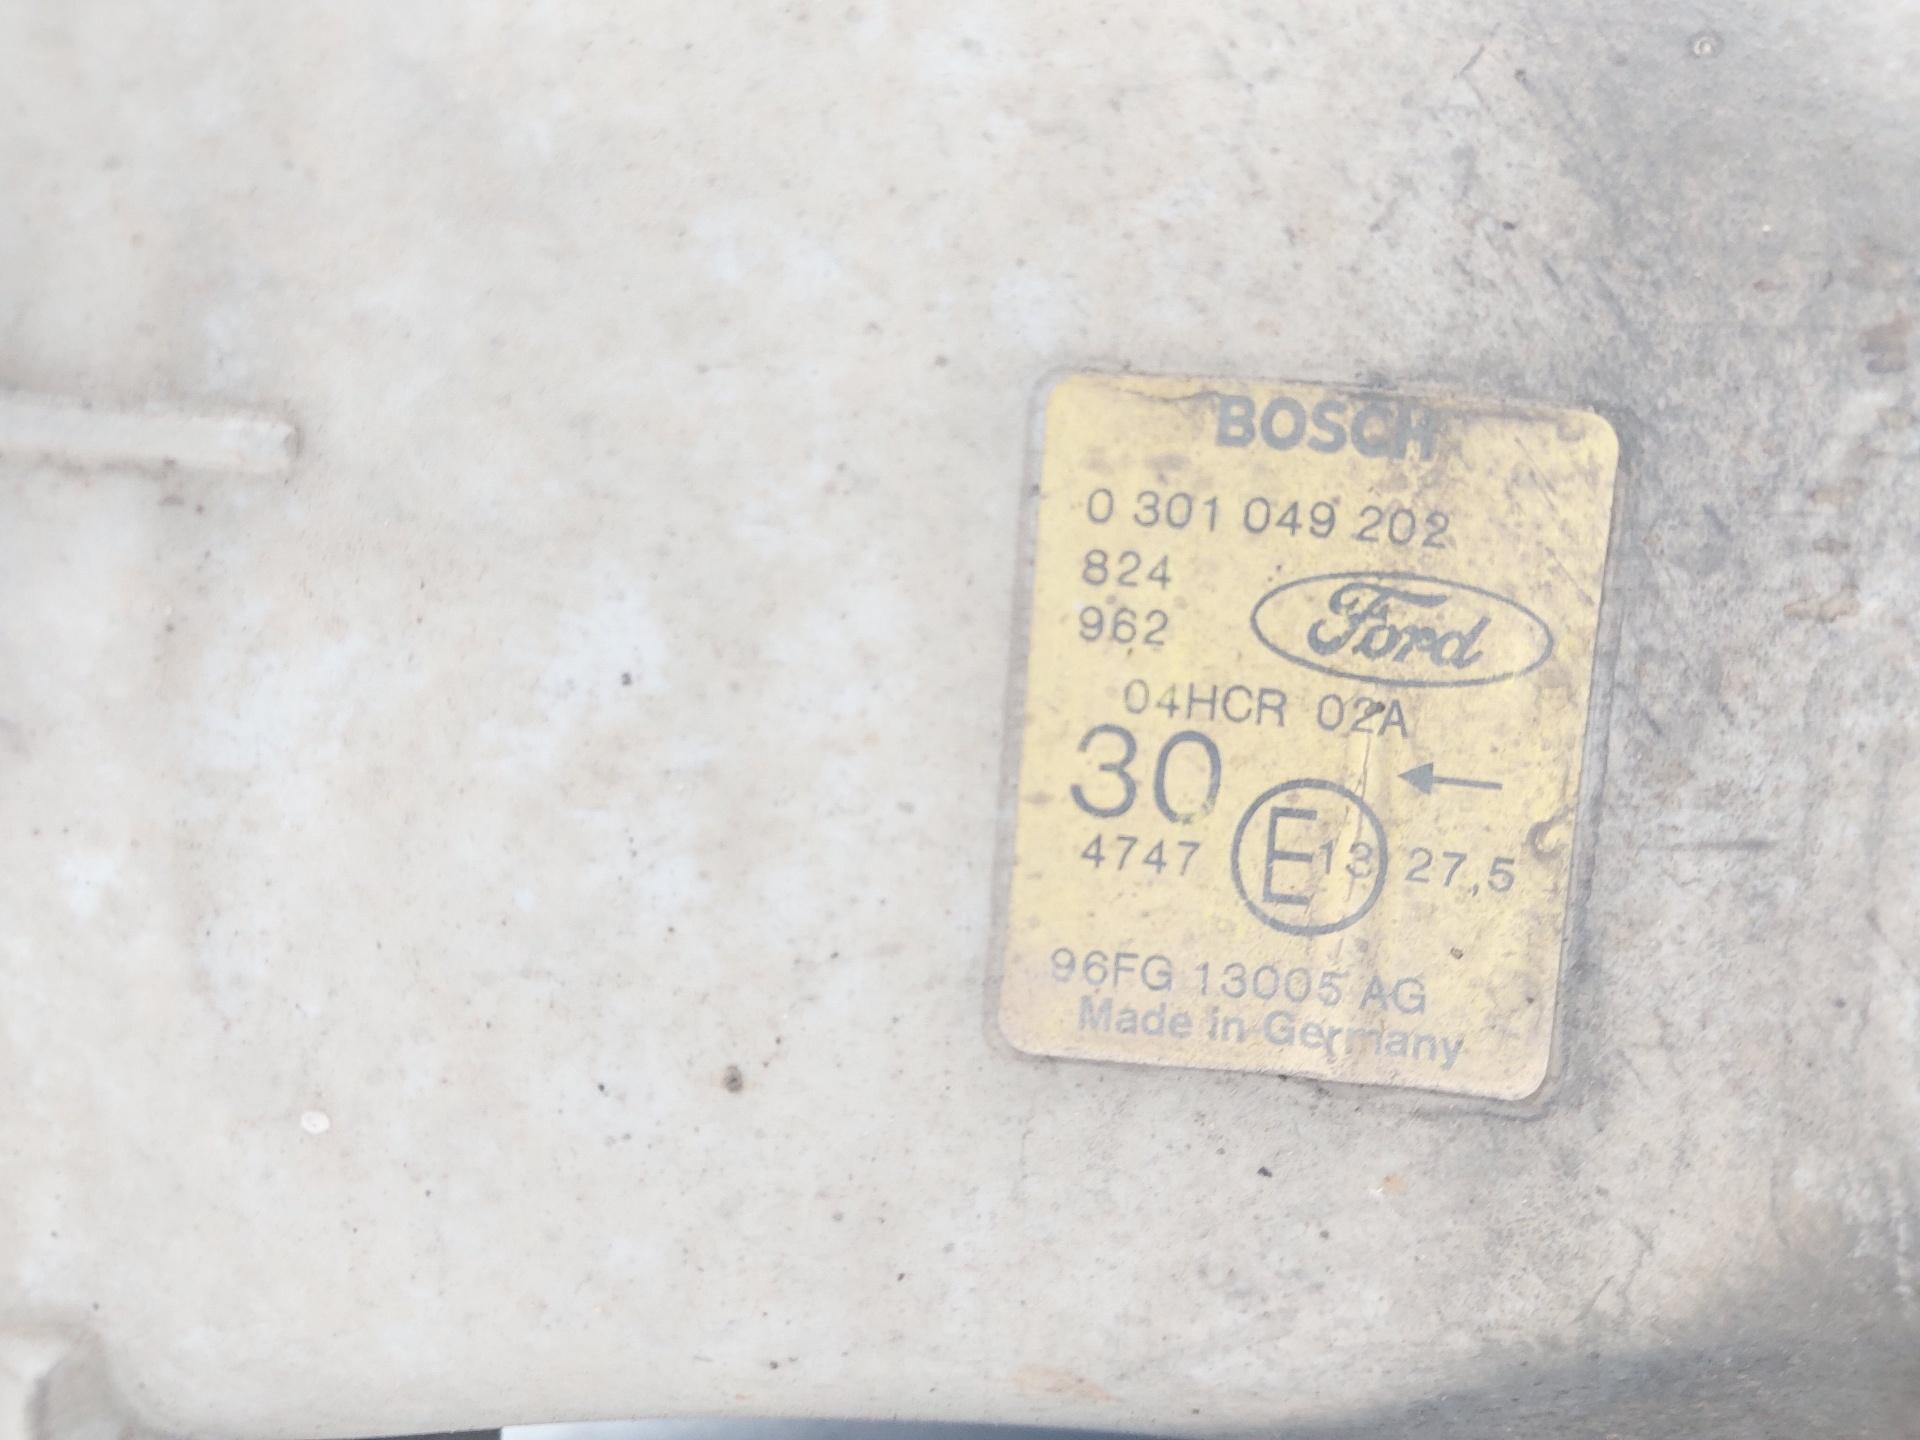 BOSCH
0 301 049 202
824
962
Ford
04HCR 02A
30
4747 E13 27,5
96FG 13005 AG
Made in Germany